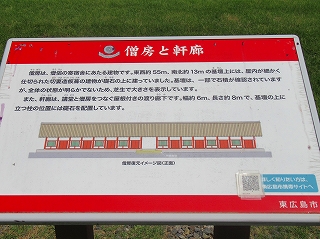 僧房と軒廊
僧房は、僧侶の寄宿舎にあたる建物です。東西約55m、南北約13mの基壇上には、屋内が細かく
仕切られた切妻造瓦葺の建物が礎石の上に建っていました。基壇は、一部で石積が確認されています
が、全体の状態が明らかでないため、芝生で大きさを表示しています。
また、軒廊は、講堂と僧房をつなぐ屋根付きの渡り廊下です。幅約6m、長さ約8mで、基壇の上に
立つ柱の位置には礎石を配置しています。
僧房復元イメージ図(正面)
詳しく知りたい方は、
東広島市